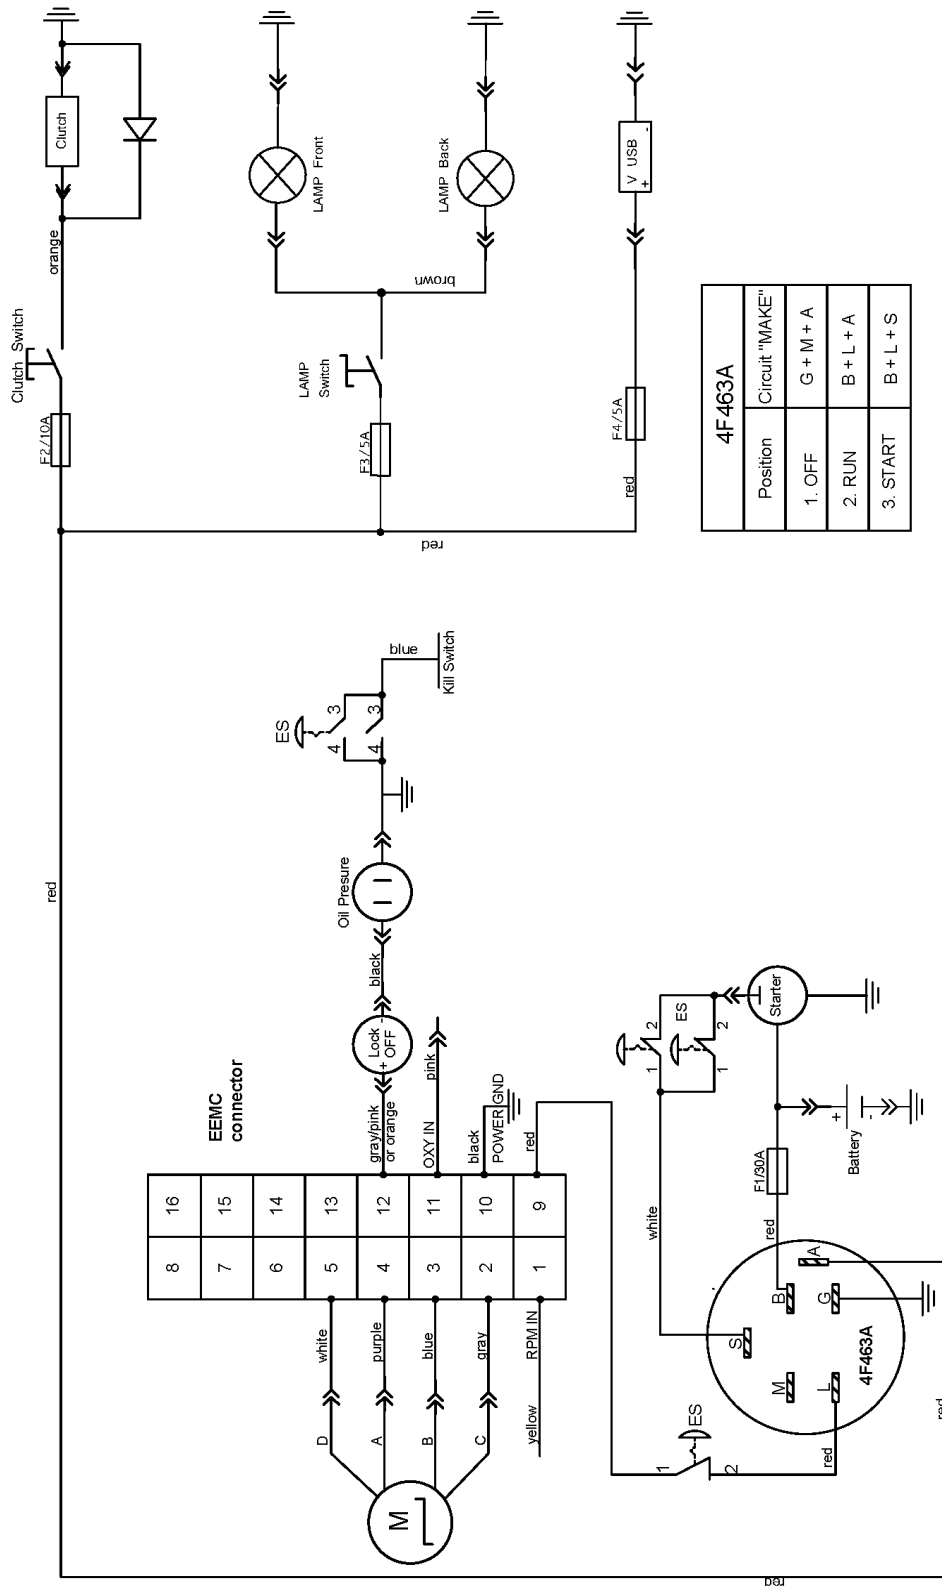 Clutch Switch
F2/10A
orange
Clutch
LAMP
Switch
F3/5A
brown
LAMP Front
LAMP Back
red
F4/5A
V USB
+
-
red
red
4F463A
Position
Circuit "MAKE"
1. OFF
G + M + A
2. RUN
B + L + A
3. START
B + L + S
ES
3
4
3
4
blue
Kill Switch
Oil Presure
black
+ Lock -
OFF
gray/pink
or orange
pink
OXY IN
black
POWER GND
red
EEMC
connector
8
16
7
15
6
14
5
13
4
12
3
11
2
10
1
9
D
white
A
purple
B
blue
C
gray
yellow
RPM IN
M
ES
1
2
1
2
Starter
white
F1/30A
red
+
-
Battery
S
B
A
M
L
G
4F463A
ES
1
2
red
red
red